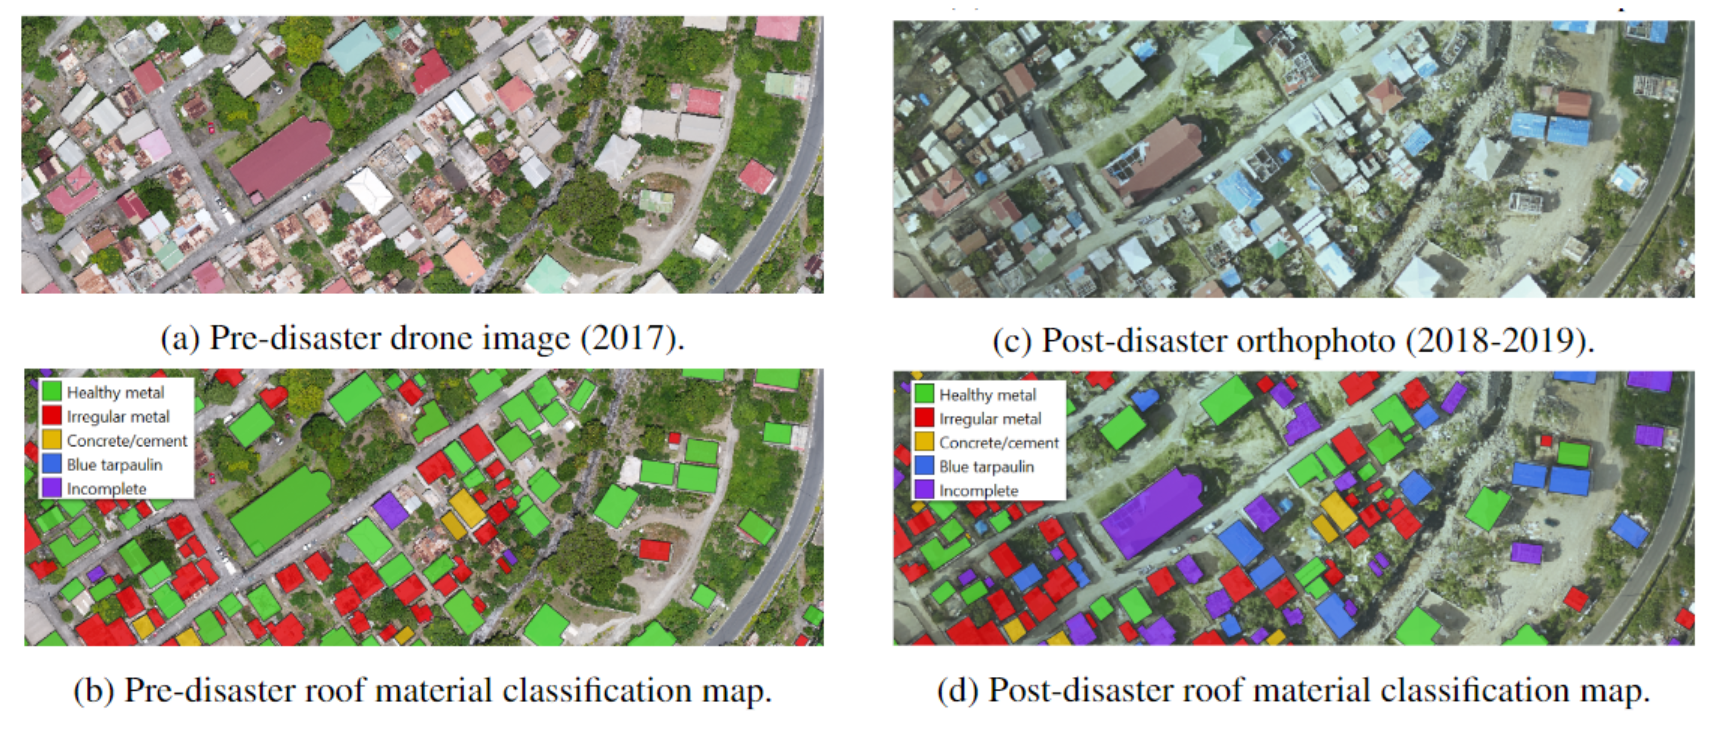 (a) Pre-disaster drone image (2017).
(c) Post-disaster orthophoto (2018-2019).
Healthy metal
Irregular metal
Concrete/cement
Blue tarpaulin
Incomplete
Healthy metal
Irregular metal
Concrete/cement
Blue tarpaulin
Incomplete
(b) Pre-disaster roof material classification map.
(d) Post-disaster roof material classification map.